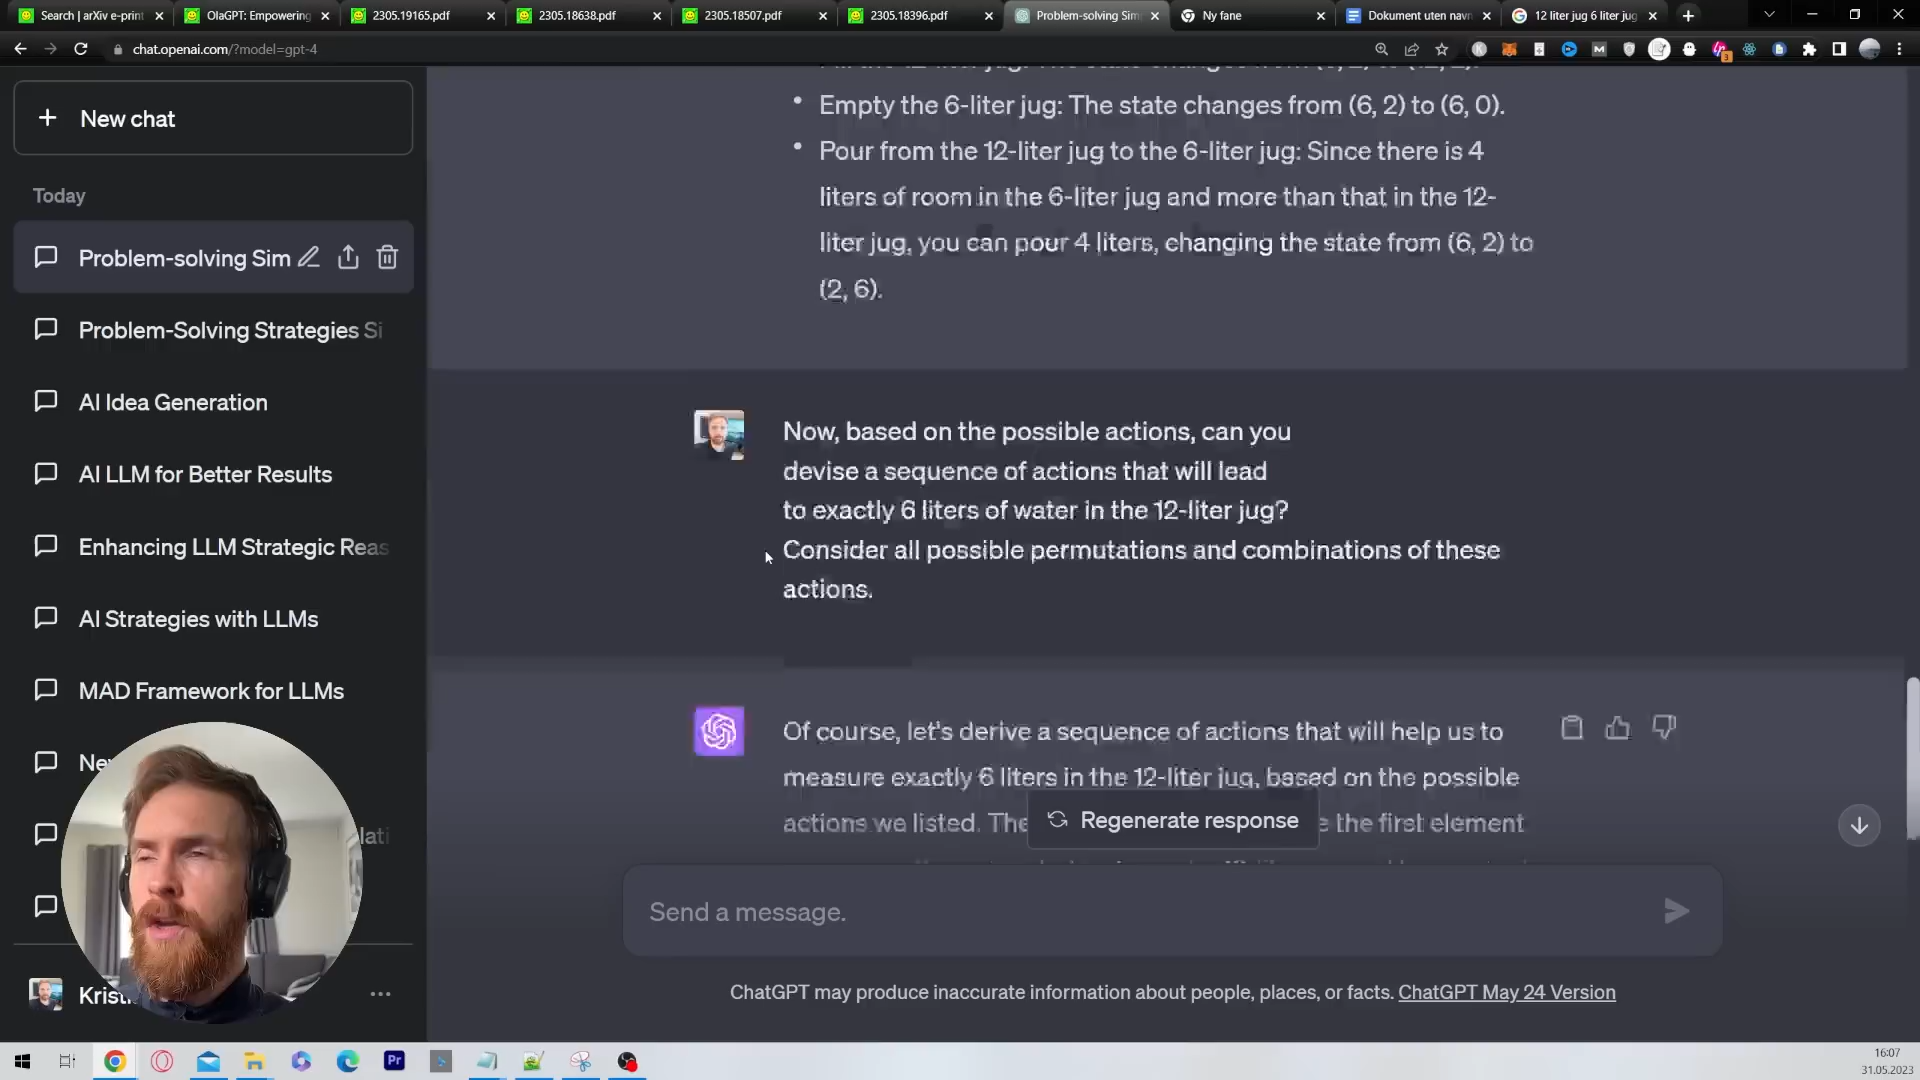 Search | arXiv e-print
OlaGPT: Empowering
2305.19165.pdf
2305.18638.pdf
2305.18507.pdf
2305.18396.pdf
Problem-solving Sim
Ny fane
Dokument uten navn
12 liter jug 6 liter jug
chat.openai.com/?model=gpt-4
New chat
Today
Problem-solving Sim
Problem-Solving Strategies Si
AI Idea Generation
AI LLM for Better Results
Enhancing LLM Strategic Reas
AI Strategies with LLMs
MAD Framework for LLMs
Empty the 6-liter jug: The state changes from (6, 2) to (6, 0).
Pour from the 12-liter jug to the 6-liter jug: Since there is 4
liters of room in the 6-liter jug and more than that in the 12-
liter jug, you can pour 4 liters, changing the state from (6, 2) to
(2, 6).
Now, based on the possible actions, can you
devise a sequence of actions that will lead
to exactly 6 liters of water in the 12-liter jug?
Consider all possible permutations and combinations of these
actions.
Of course, let's derive a sequence of actions that will help us to
measure exactly 6 liters in the 12-liter jug, based on the possible
actions we listed. The
e the first element
Regenerate response
Send a message.
ChatGPT may produce inaccurate information about people, places, or facts. ChatGPT May 24 Version
16:07
31.05.2023